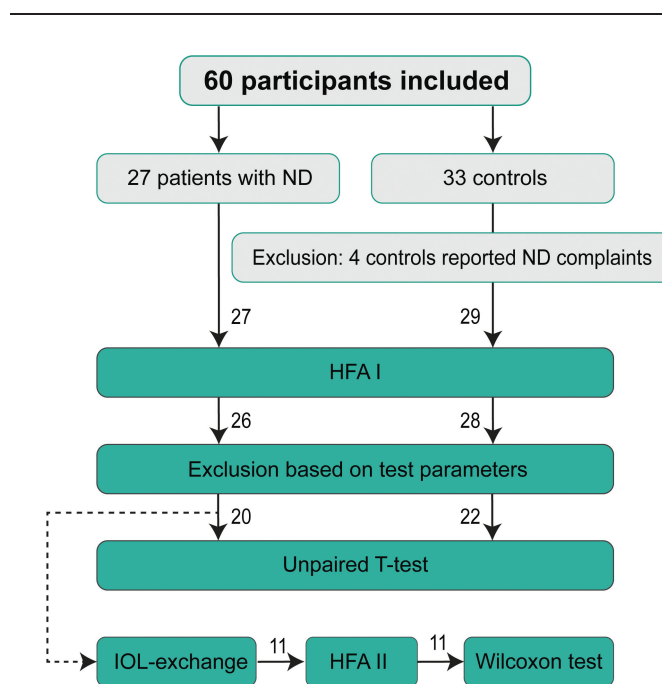 60 participants included
27 patients with ND
33 controls
Exclusion: 4 controls reported ND complaints
27
29
HFA I
26
28
Exclusion based on test parameters
20
22
Unpaired T-test
IOL-exchange
11
HFA II
11
Wilcoxon test